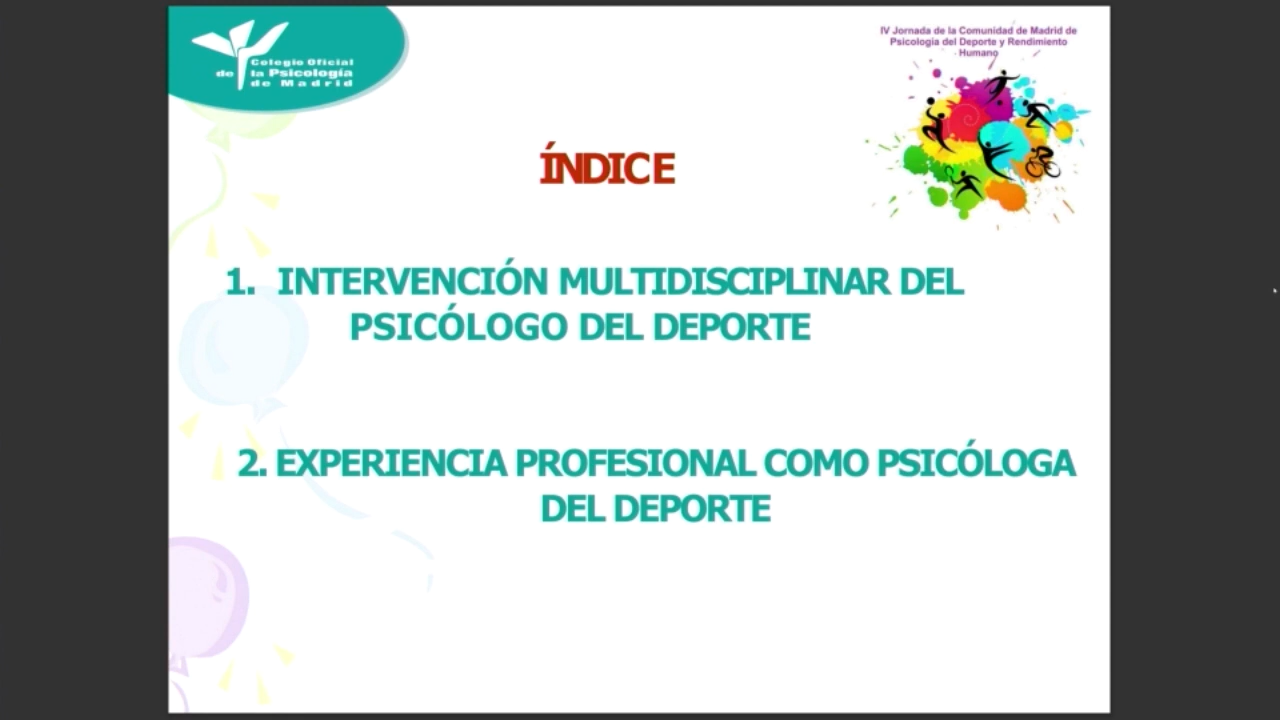 Colegio Oficial
de la Psicología
de Madrid
IV Jornada de la Comunidad de Madrid de
Psicología del Deporte y Rendimiento
Humano
ÍNDICE
1. INTERVENCIÓN MULTIDISCIPLINAR DEL
PSICÓLOGO DEL DEPORTE
2. EXPERIENCIA PROFESIONAL COMO PSICÓLOGA
DEL DEPORTE